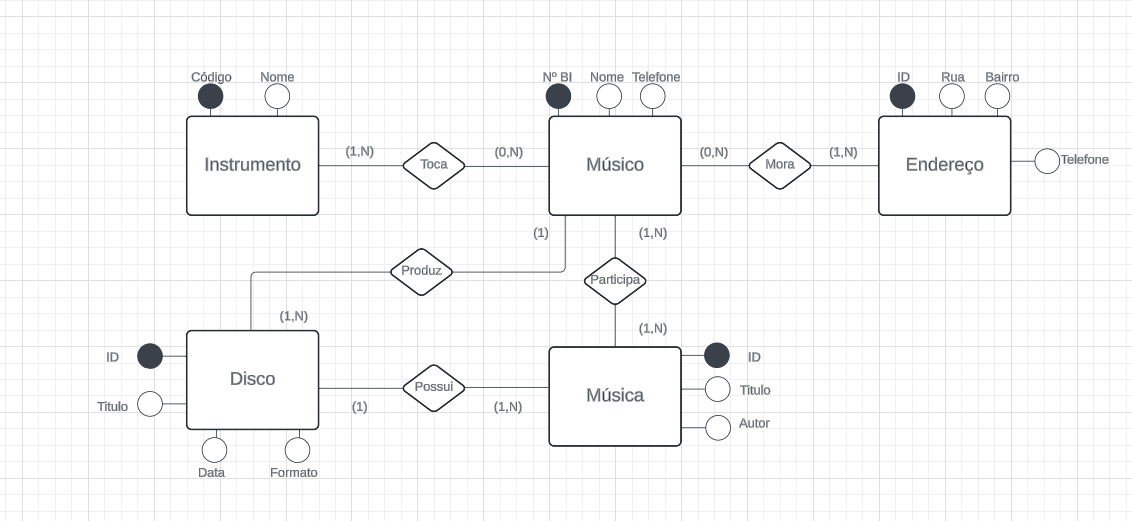 Código Nome
Nº BI Nome Telefone
ID Rua Bairro
Instrumento
(1,N)
Toca
(0,N)
Músico
(0,N)
Mora
(1,N)
Endereço
Telefone
(1)
(1,N)
Produz
Participa
(1,N)
(1,N)
ID
Titulo
Disco
Data
Formato
(1)
Possui
(1,N)
Música
ID
Titulo
Autor